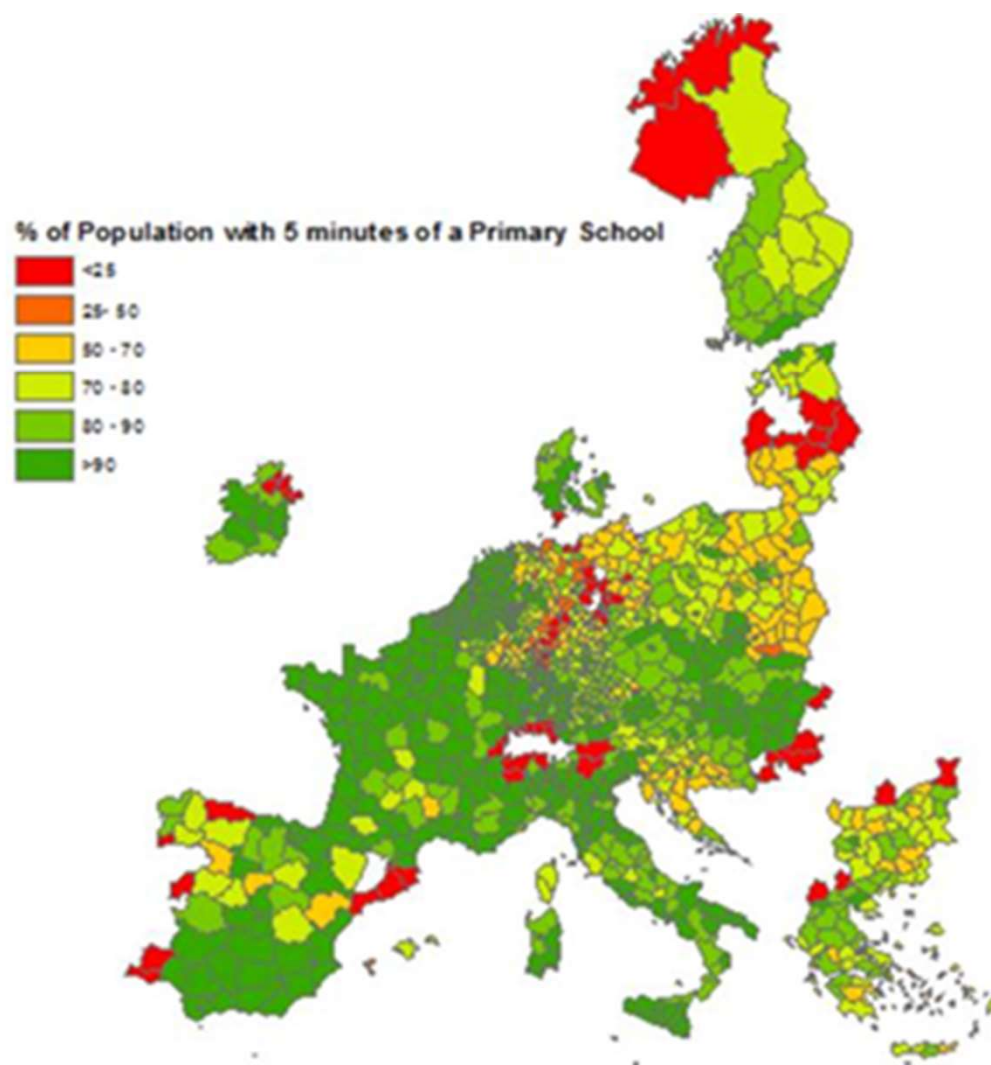 % of Population with 5 minutes of a Primary School
<25
25- 50
50 - 70
70 - 80
80 - 90
>90